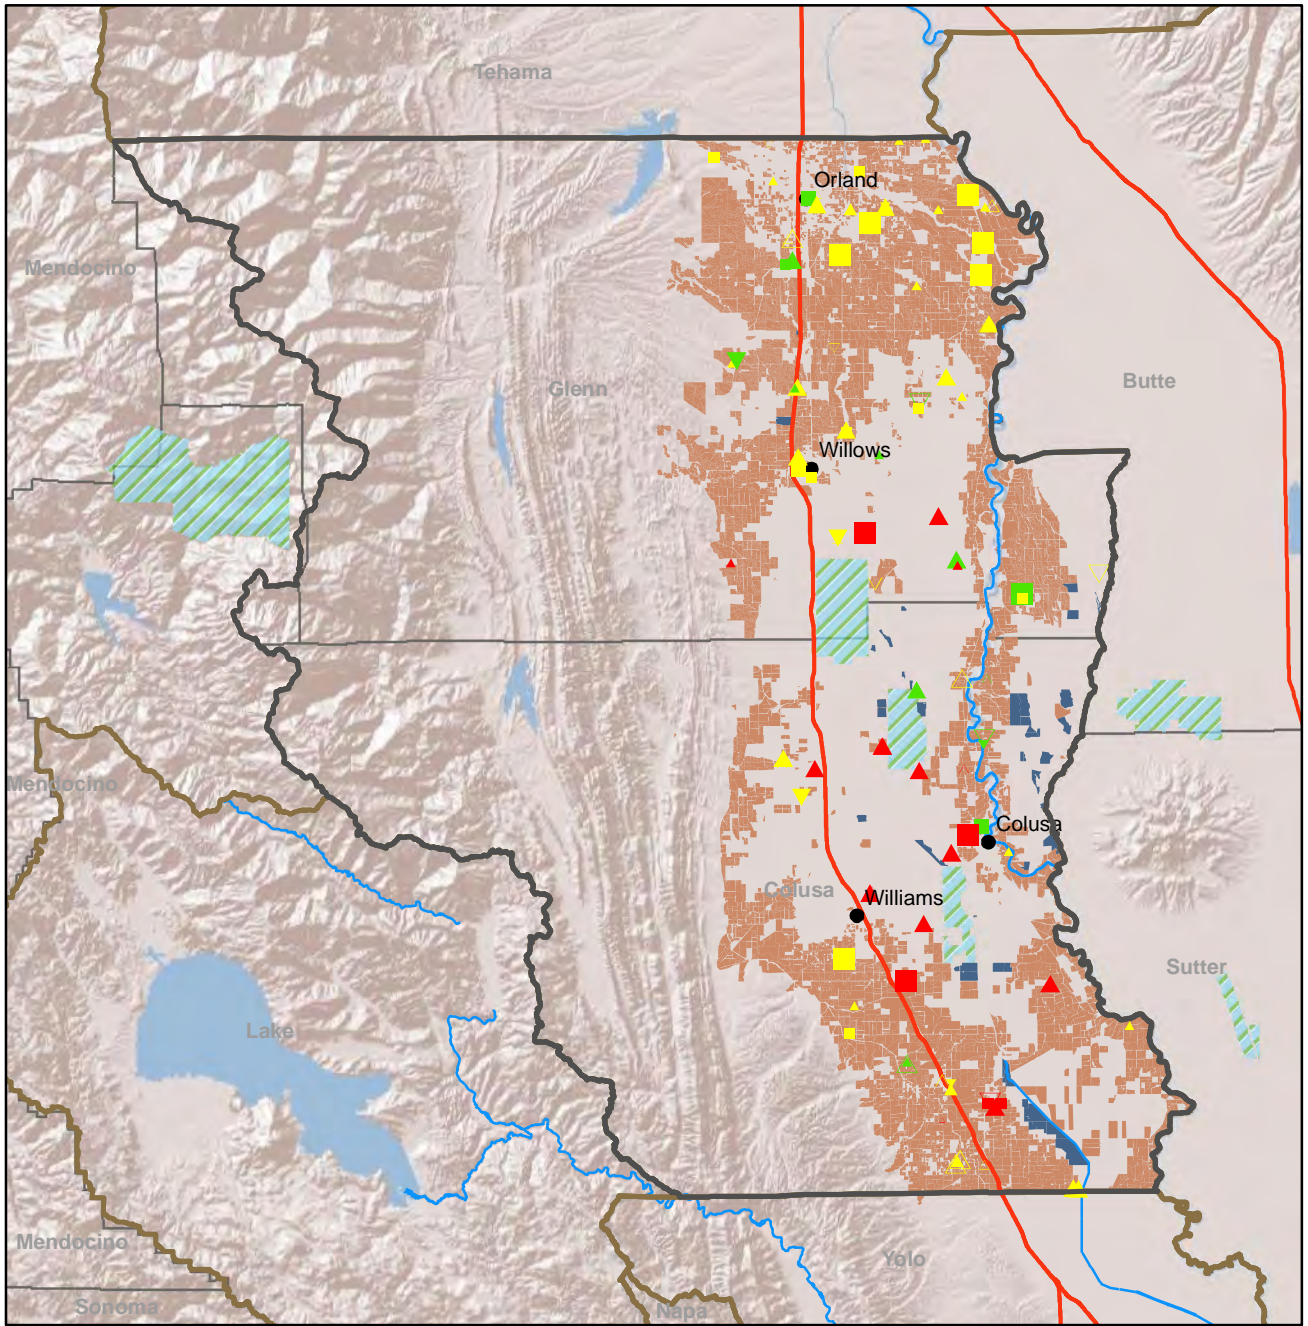 Tehama
Orland
Mendocino
Glenn
Butte
Willows
Mendocino
Colusa
Colusa
Williams
Sutter
Lake
Mendocino
Yolo
Sonoma
Napa